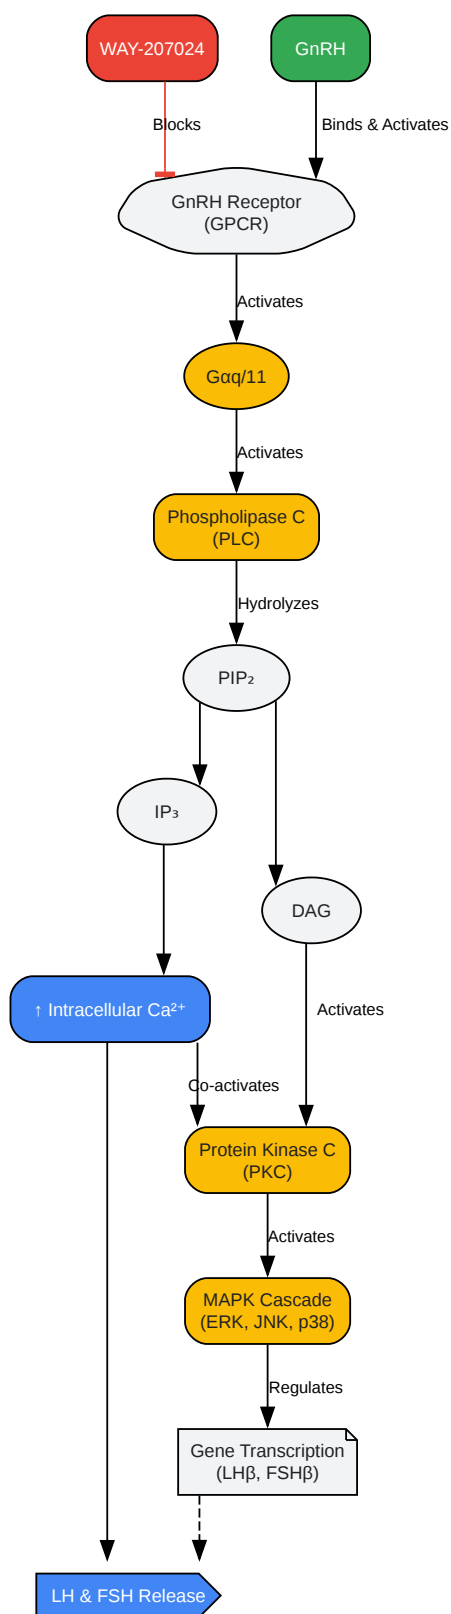 WAY-207024
GnRH
Blocks
Binds & Activates
GnRH Receptor
(GPCR)
Activates
Gαq/11
Activates
Phospholipase C
(PLC)
Hydrolyzes
PIP₂
IP₃
DAG
↑ Intracellular Ca²⁺
Activates
Co-activates
Protein Kinase C
(PKC)
Activates
MAPK Cascade
(ERK, JNK, p38)
Regulates
Gene Transcription
(LHβ, FSHβ)
LH & FSH Release